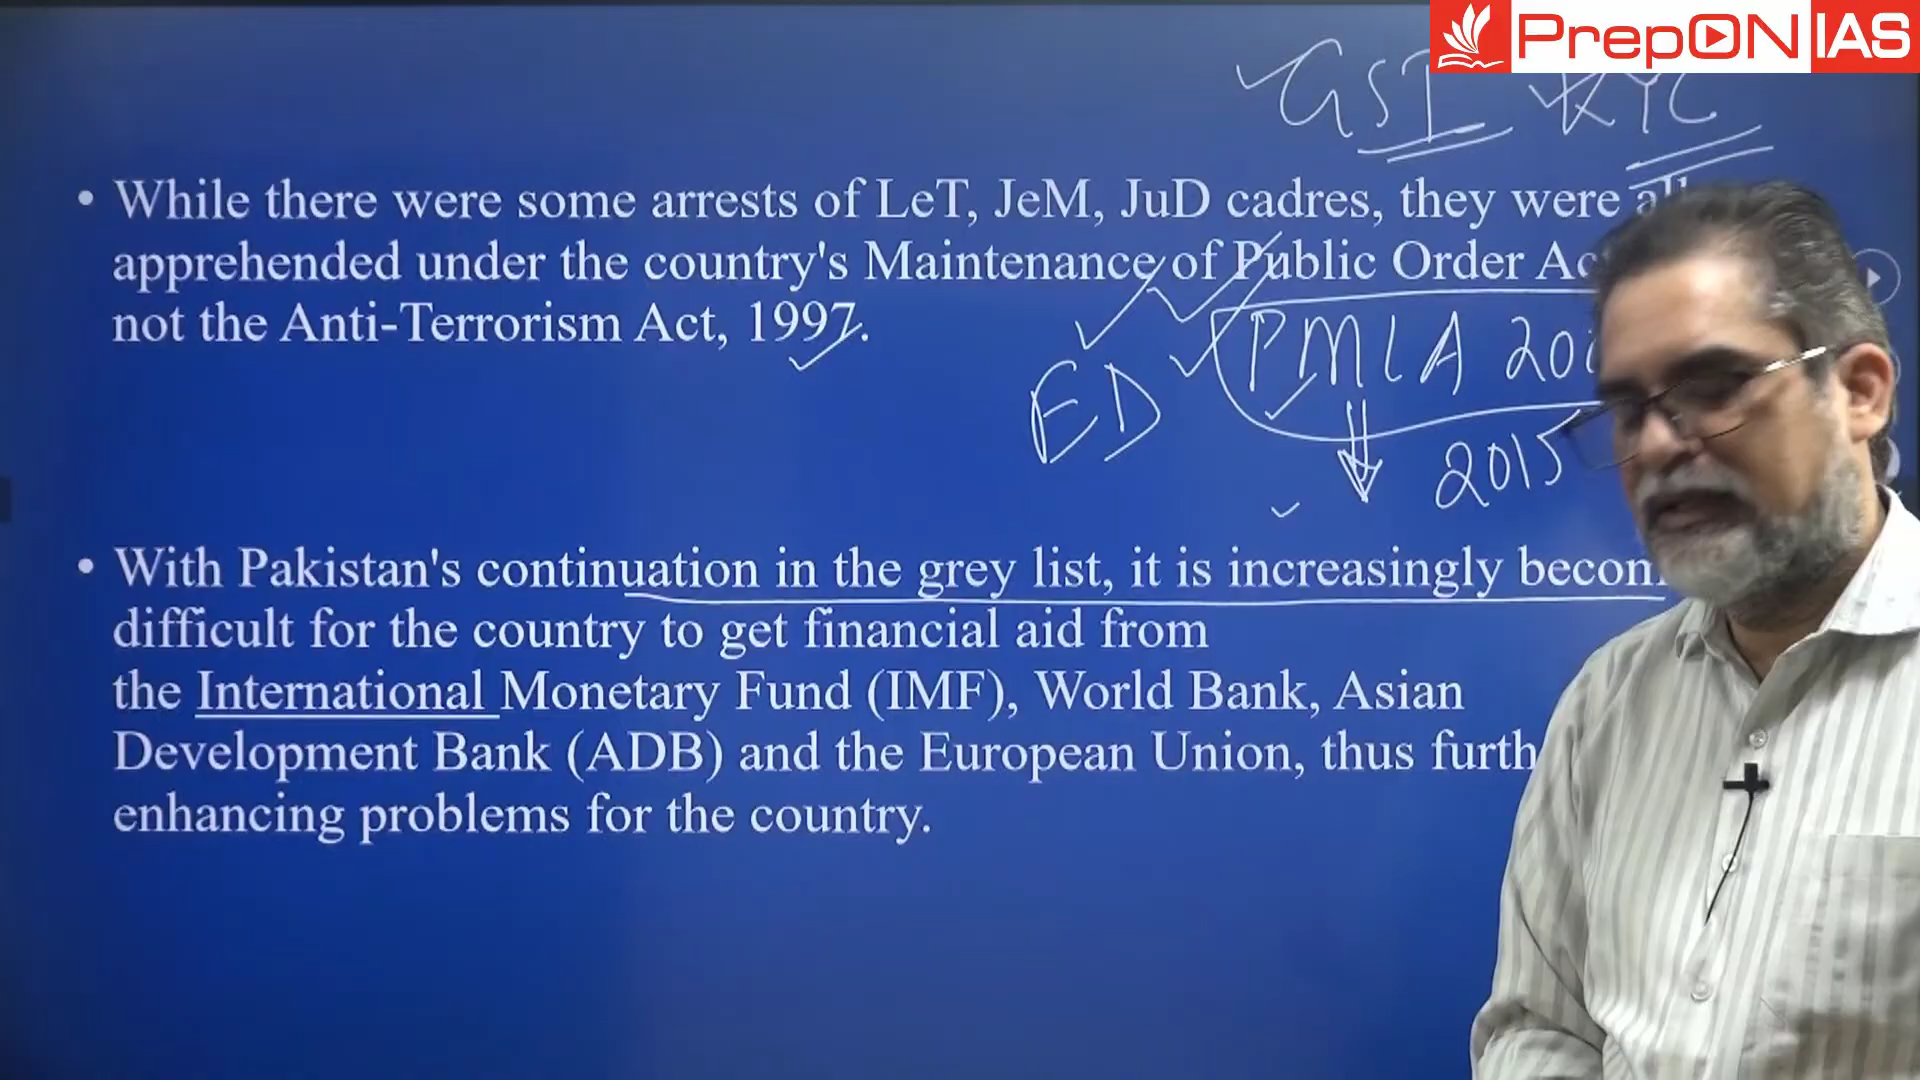 PrepON IAS
GST KYC
• While there were some arrests of LeT, JeM, JuD cadres, they were all
apprehended under the country's Maintenance of Public Order
not the Anti-Terrorism Act, 1997.
PMLA
ED
2015
• With Pakistan's continuation in the grey list, it is increasingly
difficult for the country to get financial aid from
the International Monetary Fund (IMF), World Bank, Asian
Development Bank (ADB) and the European Union, thus
enhancing problems for the country.